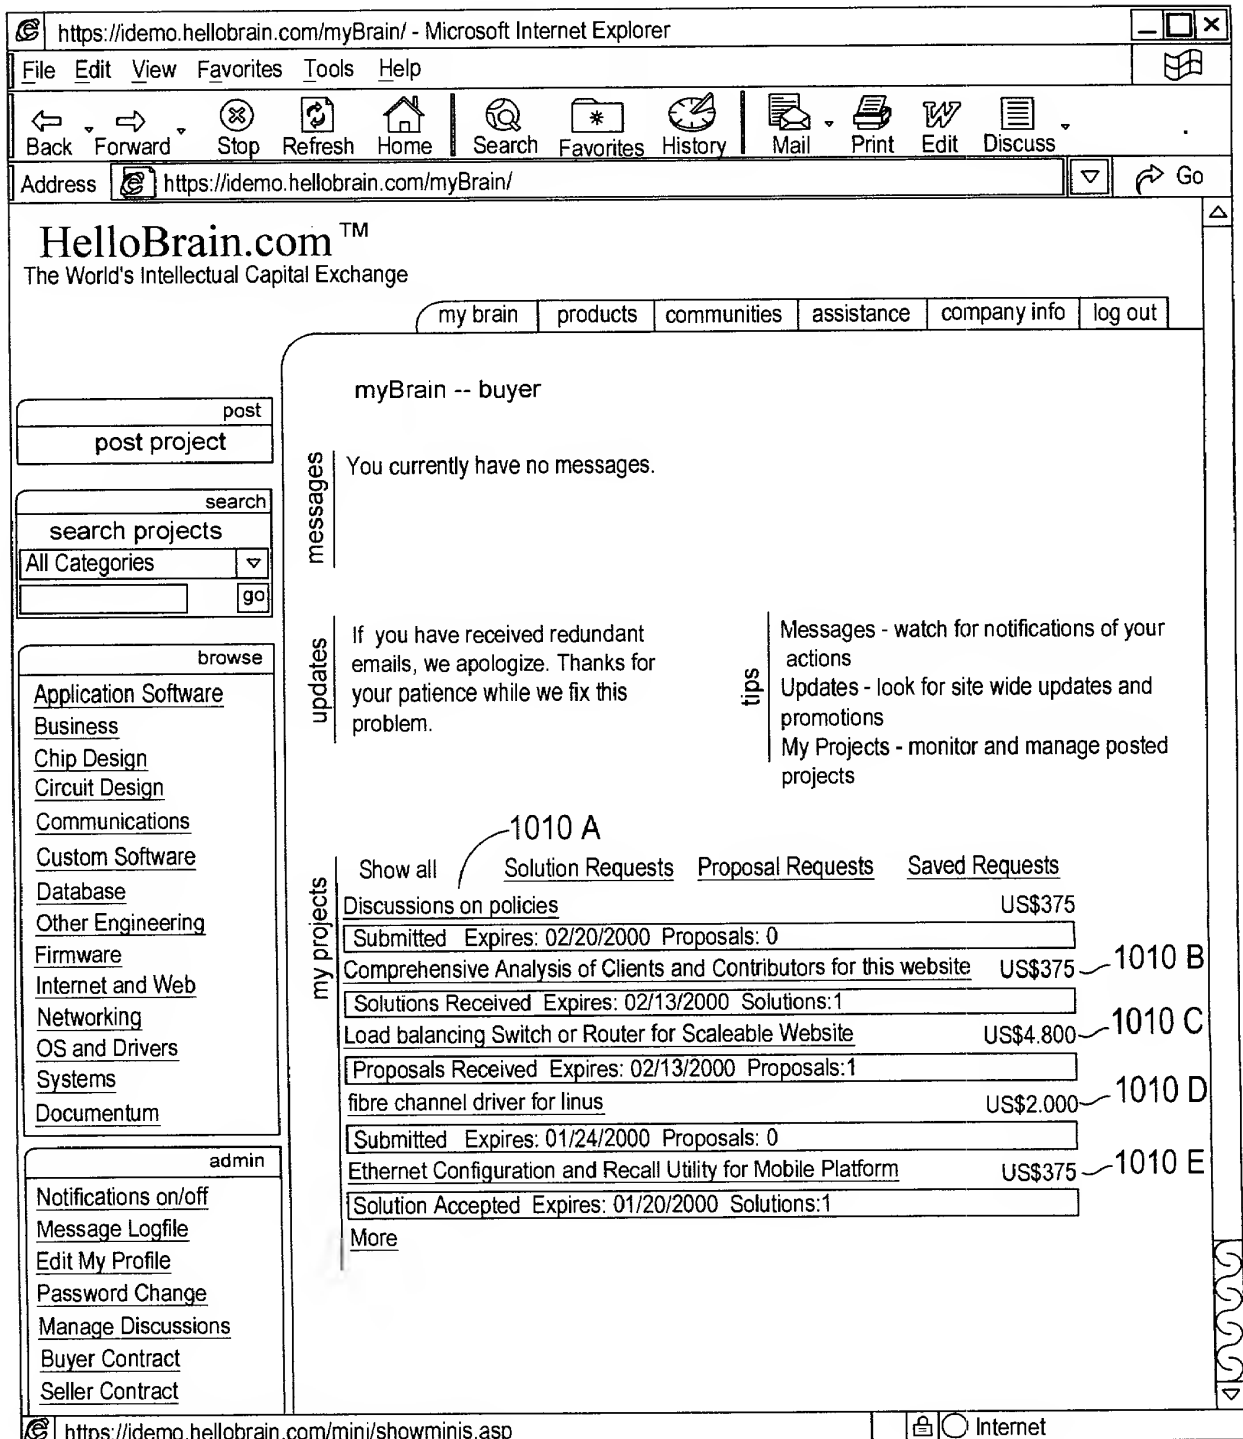 https://idemo.hellobrain.com/myBrain/ - Microsoft Internet Explorer
File Edit View Favorites Tools Help
Back Forward Stop Refresh Home Search Favorites History Mail Print Edit Discuss
Address https://idemo.hellobrain.com/myBrain/ Go
HelloBrain.com™
The World's Intellectual Capital Exchange
my brain products communities assistance company info log out
post
post project
search
search projects
All Categories
go
browse
Application Software
Business
Chip Design
Circuit Design
Communications
Custom Software
Database
Other Engineering
Firmware
Internet and Web
Networking
OS and Drivers
Systems
Documentum
admin
Notifications on/off
Message Logfile
Edit My Profile
Password Change
Manage Discussions
Buyer Contract
Seller Contract
myBrain -- buyer
messages
You currently have no messages.
updates
If you have received redundant
emails, we apologize. Thanks for
your patience while we fix this
problem.
tips
Messages - watch for notifications of your
actions
Updates - look for site wide updates and
promotions
My Projects - monitor and manage posted
projects
1010 A
my projects
Show all Solution Requests Proposal Requests Saved Requests
Discussions on policies US$375
Submitted Expires: 02/20/2000 Proposals: 0
Comprehensive Analysis of Clients and Contributors for this website US$375 1010 B
Solutions Received Expires: 02/13/2000 Solutions:1
Load balancing Switch or Router for Scaleable Website US$4.800 1010 C
Proposals Received Expires: 02/13/2000 Proposals:1
fibre channel driver for linus US$2.000 1010 D
Submitted Expires: 01/24/2000 Proposals: 0
Ethernet Configuration and Recall Utility for Mobile Platform US$375 1010 E
Solution Accepted Expires: 01/20/2000 Solutions:1
More
https://idemo.hellobrain.com/mini/showminis.asp Internet